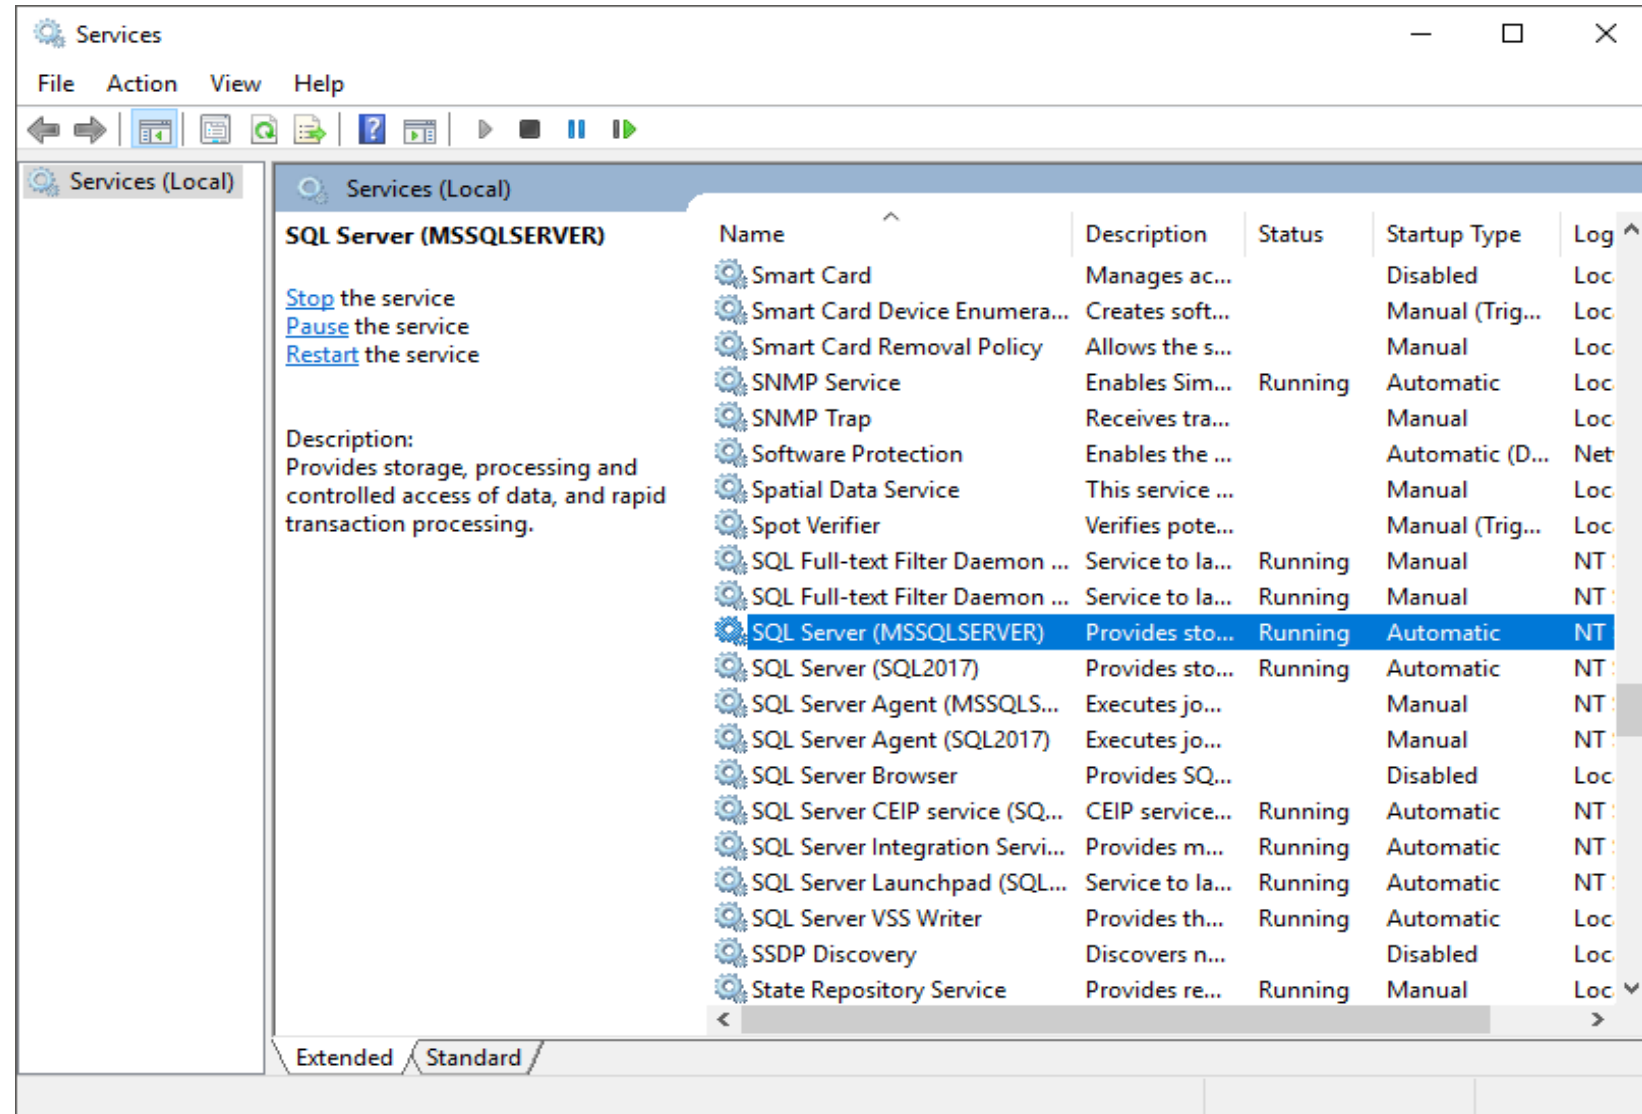 Services
File Action View Help
Services (Local)
Services (Local)
SQL Server (MSSQLSERVER)
Stop the service
Pause the service
Restart the service
Description:
Provides storage, processing and
controlled access of data, and rapid
transaction processing.
Name Description Status Startup Type Log
Smart Card Manages ac... Disabled Loc
Smart Card Device Enumera... Creates soft... Manual (Trig... Loc
Smart Card Removal Policy Allows the s... Manual Loc
SNMP Service Enables Sim... Running Automatic Loc
SNMP Trap Receives tra... Manual Loc
Software Protection Enables the ... Automatic (D... Net
Spatial Data Service This service ... Manual Loc
Spot Verifier Verifies pote... Manual (Trig... Loc
SQL Full-text Filter Daemon ... Service to la... Running Manual NT
SQL Full-text Filter Daemon ... Service to la... Running Manual NT
SQL Server (MSSQLSERVER) Provides sto... Running Automatic NT
SQL Server (SQL2017) Provides sto... Running Automatic NT
SQL Server Agent (MSSQLS... Executes jo... Manual NT
SQL Server Agent (SQL2017) Executes jo... Manual NT
SQL Server Browser Provides SQ... Disabled Loc
SQL Server CEIP service (SQ... CEIP service... Running Automatic NT
SQL Server Integration Servi... Provides m... Running Automatic NT
SQL Server Launchpad (SQL... Service to la... Running Automatic NT
SQL Server VSS Writer Provides th... Running Automatic Loc
SSDP Discovery Discovers n... Disabled Loc
State Repository Service Provides re... Running Manual Loc
Extended Standard